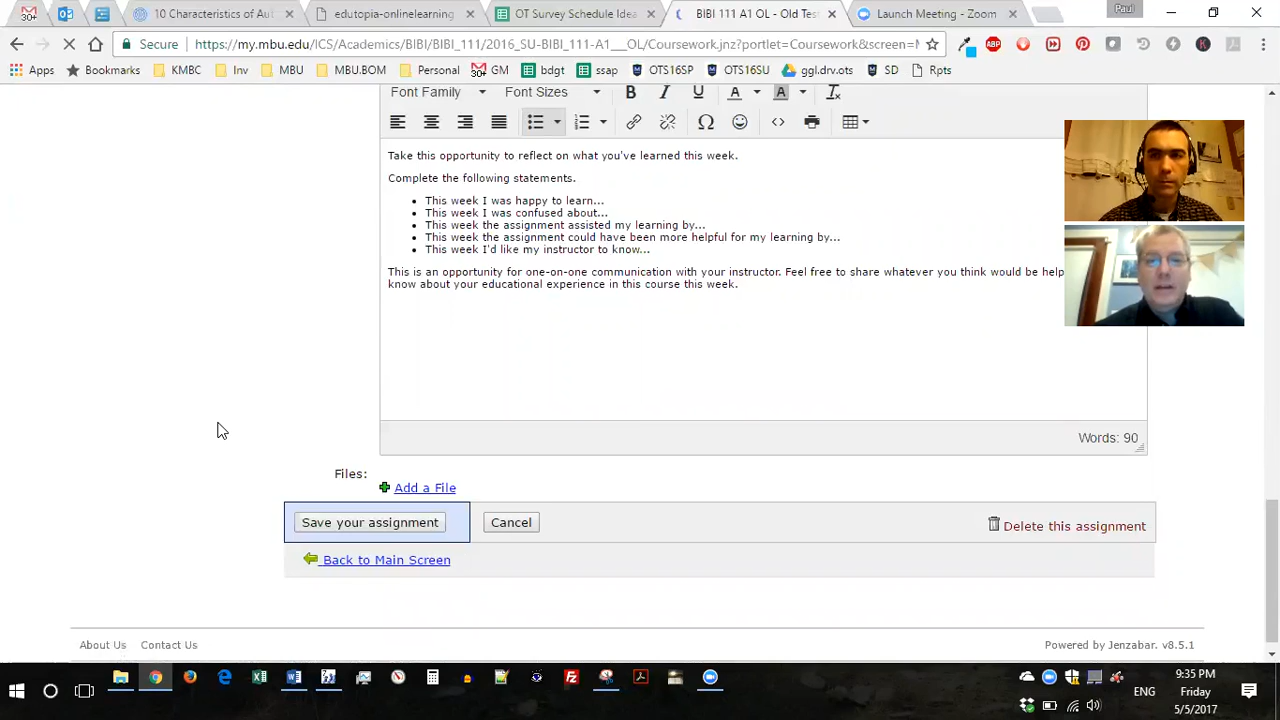 10 Characteristics of Aut
edutopia-onlinelearning
OT Survey Schedule Idea
BIBI 111 A1 OL - Old Test
Launch Meeting - Zoom
Paul
Secure
https://my.mbu.edu/ICS/Academics/BIBI/BIBI_111/2016_SU-BIBI_111-A1___OL/Coursework.jnz?portlet=Coursework&screen=
Apps
Bookmarks
KMBC
Inv
MBU
MBU.BOM
Personal
GM
bdgt
ssap
OTS16SP
OTS16SU
ggl.drv.ots
SD
Rpts
Font Family
Font Sizes
Take this opportunity to reflect on what you've learned this week.
Complete the following statements.
• This week I was happy to learn...
• This week I was confused about...
• This week the assignment assisted my learning by...
• This week the assignment could have been more helpful for my learning by...
• This week I'd like my instructor to know...
This is an opportunity for one-on-one communication with your instructor. Feel free to share whatever you think would be help
know about your educational experience in this course this week.
Words: 90
Files:
Add a File
Save your assignment
Cancel
Delete this assignment
Back to Main Screen
About Us
Contact Us
Powered by Jenzabar. v8.5.1
9:35 PM
ENG
Friday
5/5/2017